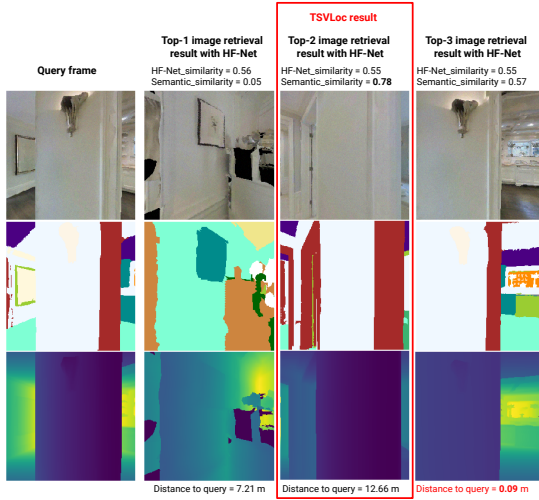 TSVLoc result
Query frame
Top-1 image retrieval
result with HF-Net
HF-Net_similarity = 0.56
Semantic_similarity = 0.05
Top-2 image retrieval
result with HF-Net
HF-Net_similarity = 0.55
Semantic_similarity = 0.78
Top-3 image retrieval
result with HF-Net
HF-Net_similarity = 0.55
Semantic_similarity = 0.57
Distance to query = 7.21 m
Distance to query = 12.66 m
Distance to query = 0.09 m